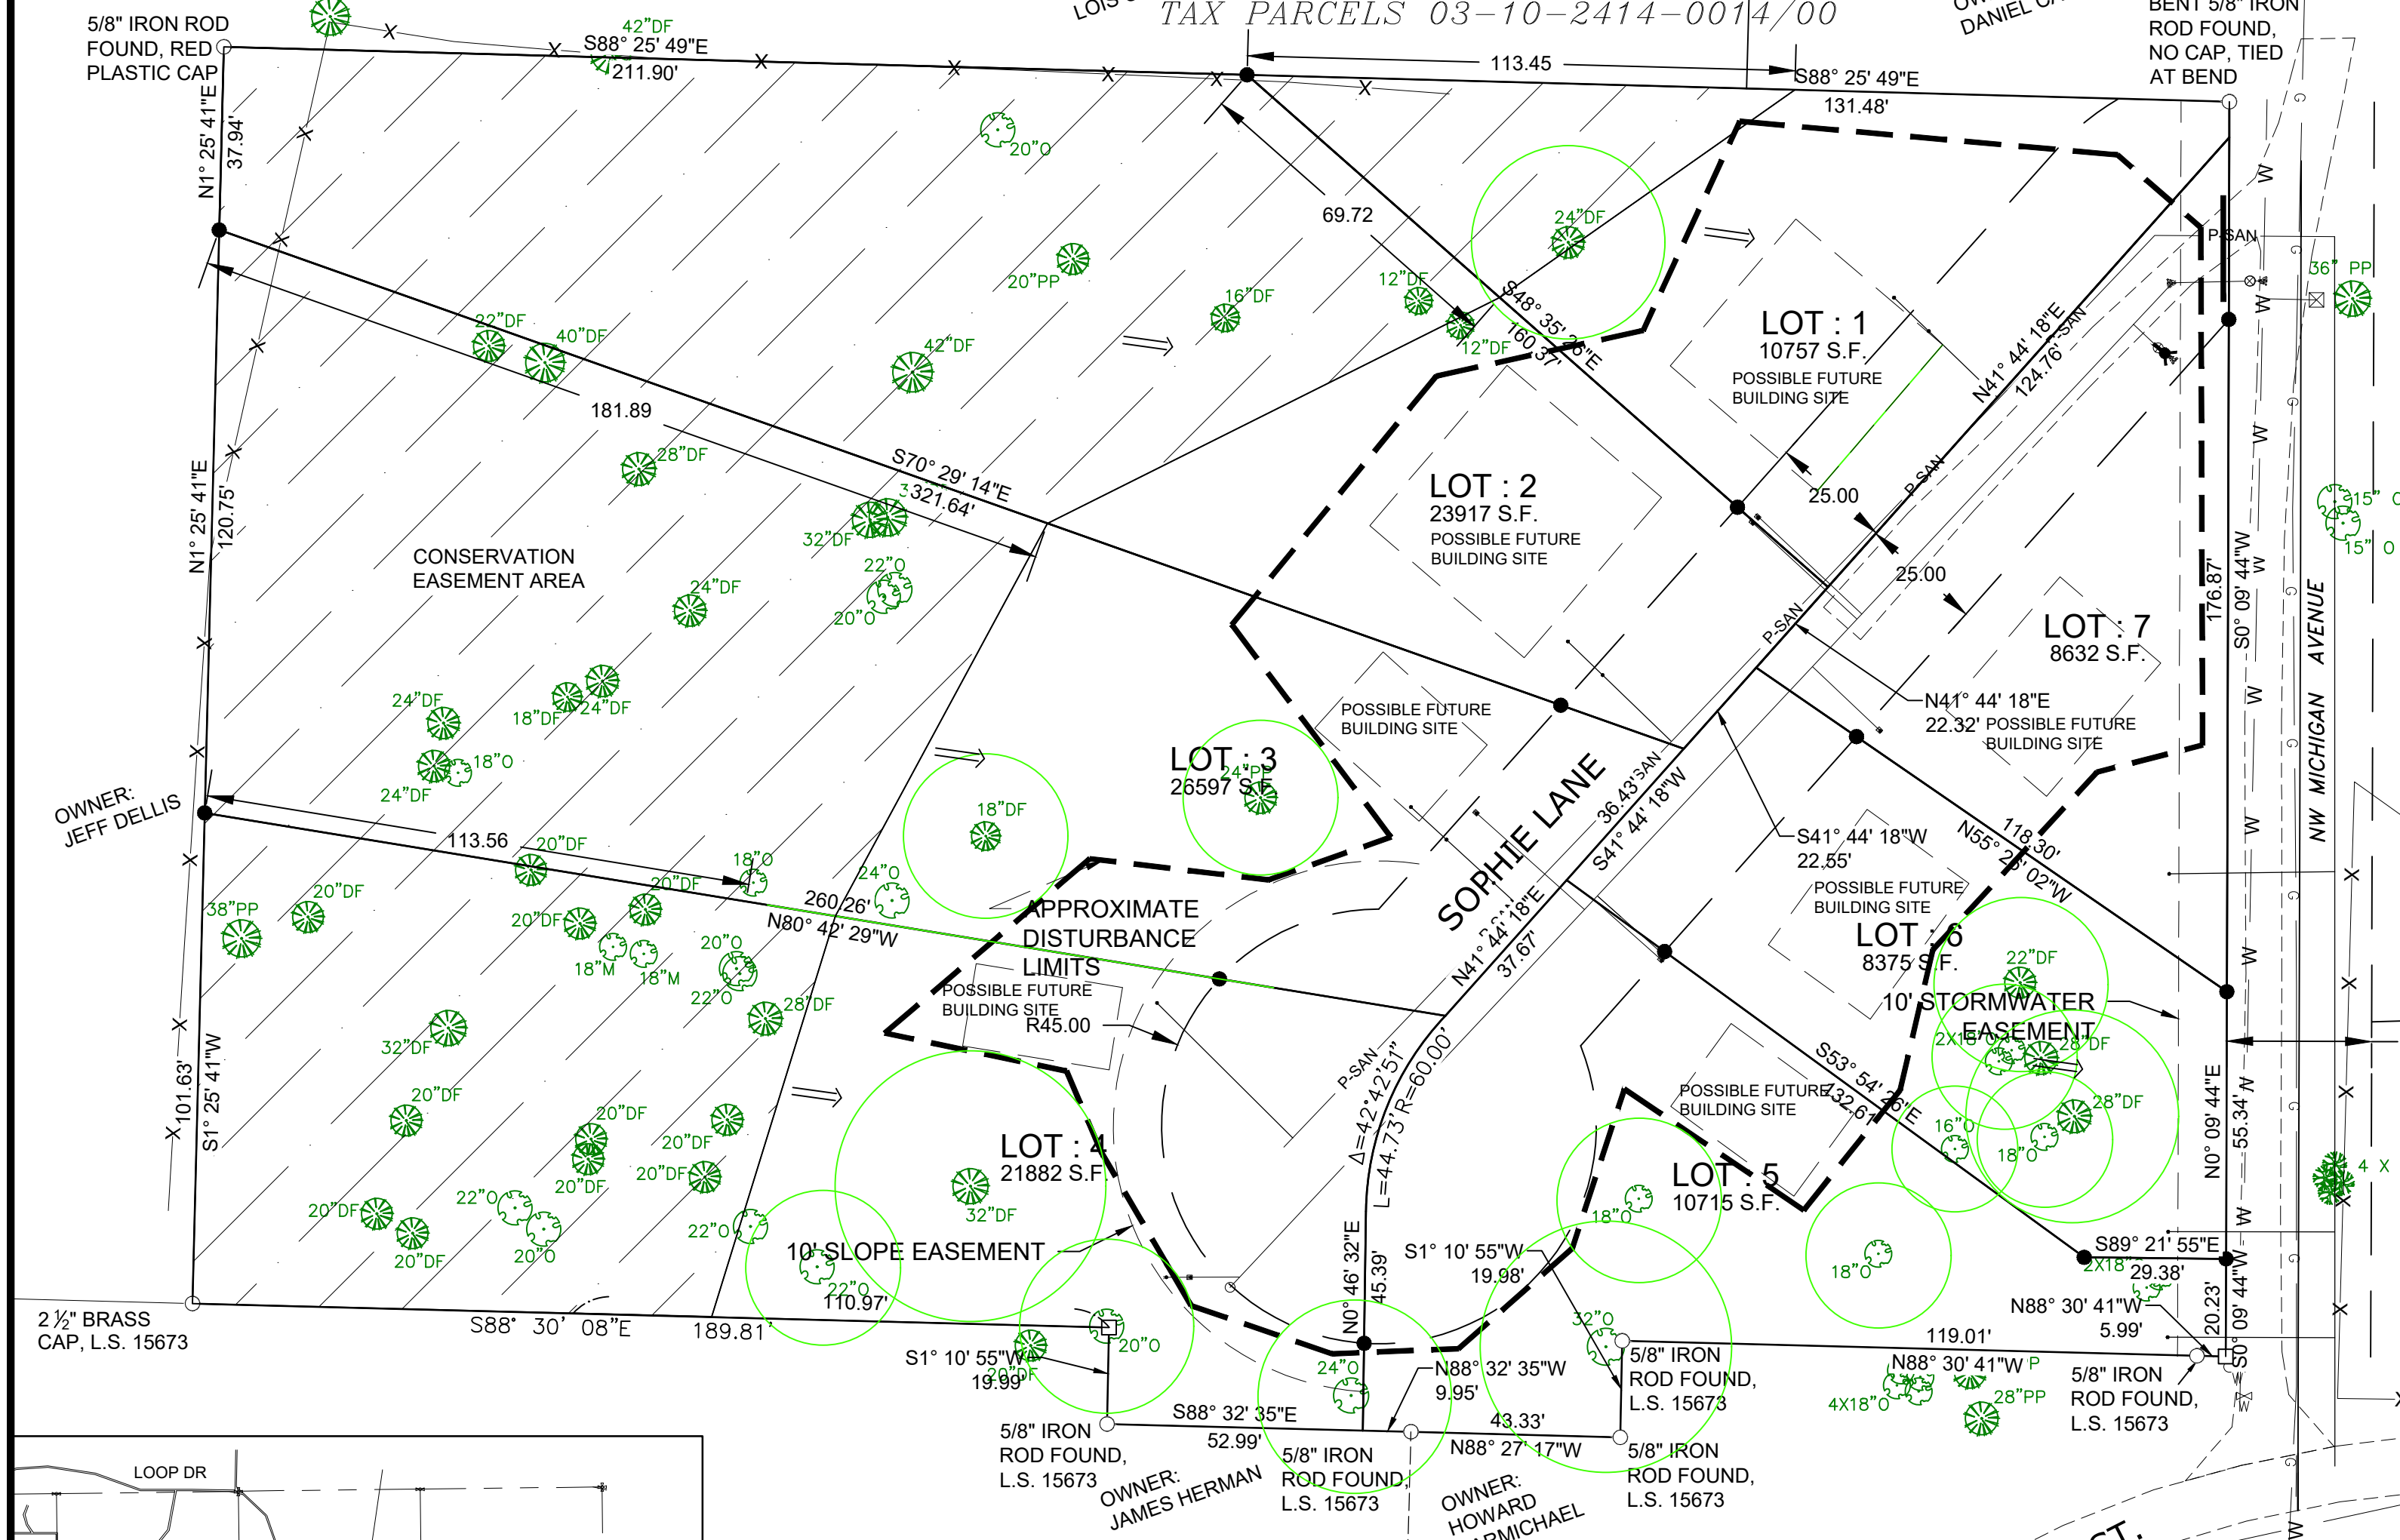 LOIS
TAX PARCELS 03-10-2414-0014/00
DANIEL
5/8" IRON ROD
FOUND, RED
PLASTIC CAP
BENT 5/8" IRON
ROD FOUND,
NO CAP, TIED
AT BEND
42"DF
S88° 25' 49"E
211.90'
113.45
S88° 25' 49"E
131.48'
N1° 25' 41"E
37.94'
20"O
69.72
24"DF
20"PP
16"DF
12"DF
12"DF
S48° 35' 26"E
160.37'
LOT : 1
10757 S.F.
POSSIBLE FUTURE
BUILDING SITE
N41° 44' 18"E
124.76'
P-SAN
P-SAN
36" PP
22"DF
40"DF
42"DF
181.89
28"DF
S70° 29' 14"E
321.64'
32"DF
22"O
20"O
24"DF
CONSERVATION
EASEMENT AREA
N1° 25' 41"E
120.75'
LOT : 2
23917 S.F.
POSSIBLE FUTURE
BUILDING SITE
25.00
25.00
P-SAN
P-SAN
15" O
15" O
LOT : 7
8632 S.F.
POSSIBLE FUTURE
BUILDING SITE
176.87'
S0° 09' 44"W
NW MICHIGAN AVENUE
N41° 44' 18"E
22.32'
S41° 44' 18"W
22.55'
POSSIBLE FUTURE
BUILDING SITE
LOT : 3
26597 S.F.
24"PP
18"DF
24"DF
18"DF
24"DF
18"O
24"DF
OWNER:
JEFF DELLIS
113.56
20"DF
18"O
24"O
260.26'
N80° 42' 29"W
38"PP
20"DF
20"DF
20"DF
18"M
18"M
20"O
22"O
28"DF
SOPHIE LANE
36.43'
S41° 44' 18"W
N41° 44' 18"E
37.67'
118.30'
N55° 26' 02"W
POSSIBLE FUTURE
BUILDING SITE
LOT : 6
8375 S.F.
22"DF
10' STORMWATER
EASEMENT
2X18"O
28"DF
APPROXIMATE
DISTURBANCE
LIMITS
POSSIBLE FUTURE
BUILDING SITE
R45.00
P-SAN
Δ=42°42'51"
L=44.73' R=60.00'
S53° 54' 26"E
132.61'
POSSIBLE FUTURE
BUILDING SITE
28"DF
16"O
18"O
N0° 09' 44"E
55.34'
32"DF
20"DF
20"DF
20"DF
20"DF
20"DF
20"DF
20"DF
22"O
20"O
22"O
S1° 25' 41"W
101.63'
LOT : 4
21882 S.F.
32"DF
10' SLOPE EASEMENT
22"O
110.97'
LOT : 5
10715 S.F.
18"O
18"O
4 X
S1° 10' 55"W
19.98'
N0° 46' 32"E
45.39'
S89° 21' 55"E
29.38'
2X18"
N88° 30' 41"W
5.99'
20.23'
S0° 09' 44"W
2 ½" BRASS
CAP, L.S. 15673
S88° 30' 08"E
189.81'
20"O
20"DF
S1° 10' 55"W
19.99'
24"O
32"O
N88° 32' 35"W
9.95'
119.01'
N88° 30' 41"W
4X18"O
28"PP
5/8" IRON
ROD FOUND,
L.S. 15673
5/8" IRON
ROD FOUND,
L.S. 15673
S88° 32' 35"E
52.99'
43.33'
N88° 27' 17"W
5/8" IRON
ROD FOUND,
L.S. 15673
5/8" IRON
ROD FOUND,
L.S. 15673
5/8" IRON
ROD FOUND,
L.S. 15673
OWNER:
JAMES HERMAN
OWNER:
HOWARD
LOOP DR
ST.